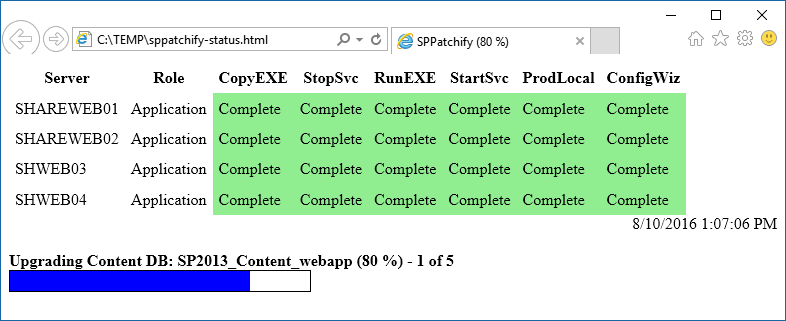 C:\TEMP\sppatchify-status.html
SPPatchify (80 %)
Server Role CopyEXE StopSvc RunEXE StartSvc ProdLocal ConfigWiz
SHAREWEB01 Application Complete Complete Complete Complete Complete Complete
SHAREWEB02 Application Complete Complete Complete Complete Complete Complete
SHWEB03 Application Complete Complete Complete Complete Complete Complete
SHWEB04 Application Complete Complete Complete Complete Complete Complete
8/10/2016 1:07:06 PM
Upgrading Content DB: SP2013_Content_webapp (80 %) - 1 of 5